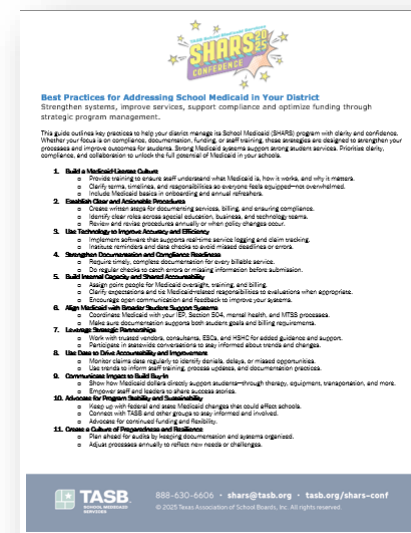 TASB School Medicaid Services
SHARS 2025
CONFERENCE
Best Practices for Addressing School Medicaid in Your District
Strengthen systems, improve services, support compliance and optimize funding through
strategic program management.
This guide outlines key practices to help your district manage its School Medicaid (SHARS) program with clarity and confidence.
Whether your focus is on compliance, documentation, funding, or staff training, these strategies are designed to strengthen your
processes and improve outcomes for students. Strong Medicaid systems support strong student services. Prioritize clarity,
compliance, and collaboration to unlock the full potential of Medicaid in your schools.
1. Build a Medicaid-Literate Culture
o Provide training to ensure staff understand what Medicaid is, how it works, and why it matters.
o Clarify terms, timelines, and responsibilities so everyone feels equipped—not overwhelmed.
o Include Medicaid basics in onboarding and annual refreshers.
2. Establish Clear and Actionable Procedures
o Create written steps for documenting services, billing, and ensuring compliance.
o Identify clear roles across special education, business, and technology teams.
o Review and revise procedures annually or when policy changes occur.
3. Use Technology to Improve Accuracy and Efficiency
o Implement software that supports real-time service logging and claim tracking.
o Institute reminders and data checks to avoid missed deadlines or errors.
4. Strengthen Documentation and Compliance Readiness
o Require timely, complete documentation for every billable service.
o Do regular checks to catch errors or missing information before submission.
5. Build Internal Capacity and Shared Accountability
o Assign point people for Medicaid oversight, training, and billing.
o Clarify expectations and tie Medicaid-related responsibilities to evaluations when appropriate.
o Encourage open communication and feedback to improve your systems.
6. Align Medicaid with Broader Student Support Systems
o Coordinate Medicaid with your IEP, Section 504, mental health, and MTSS processes.
o Make sure documentation supports both student goals and billing requirements.
7. Leverage Strategic Partnerships
o Work with trusted vendors, consultants, ESCs, and HSHC for added guidance and support.
o Participate in statewide conversations to stay informed about trends and changes.
8. Use Data to Drive Accountability and Improvement
o Monitor claims data regularly to identify denials, delays, or missed opportunities.
o Use trends to inform staff training, process updates, and documentation practices.
9. Communicate Impact to Build Buy-In
o Show how Medicaid dollars directly support students—through therapy, equipment, transportation, and more.
o Empower staff and leaders to share success stories.
10. Advocate for Program Stability and Sustainability
o Keep up with federal and state Medicaid changes that could affect schools.
o Connect with TASB and other groups to stay informed and involved.
o Advocate for continued funding and flexibility.
11. Create a Culture of Preparedness and Resilience
o Plan ahead for audits by keeping documentation and systems organized.
o Adjust processes annually to reflect new needs or challenges.
TASB
SCHOOL MEDICAID
SERVICES
888-630-6606 • shars@tasb.org • tasb.org/shars-conf
© 2025 Texas Association of School Boards, Inc. All rights reserved.